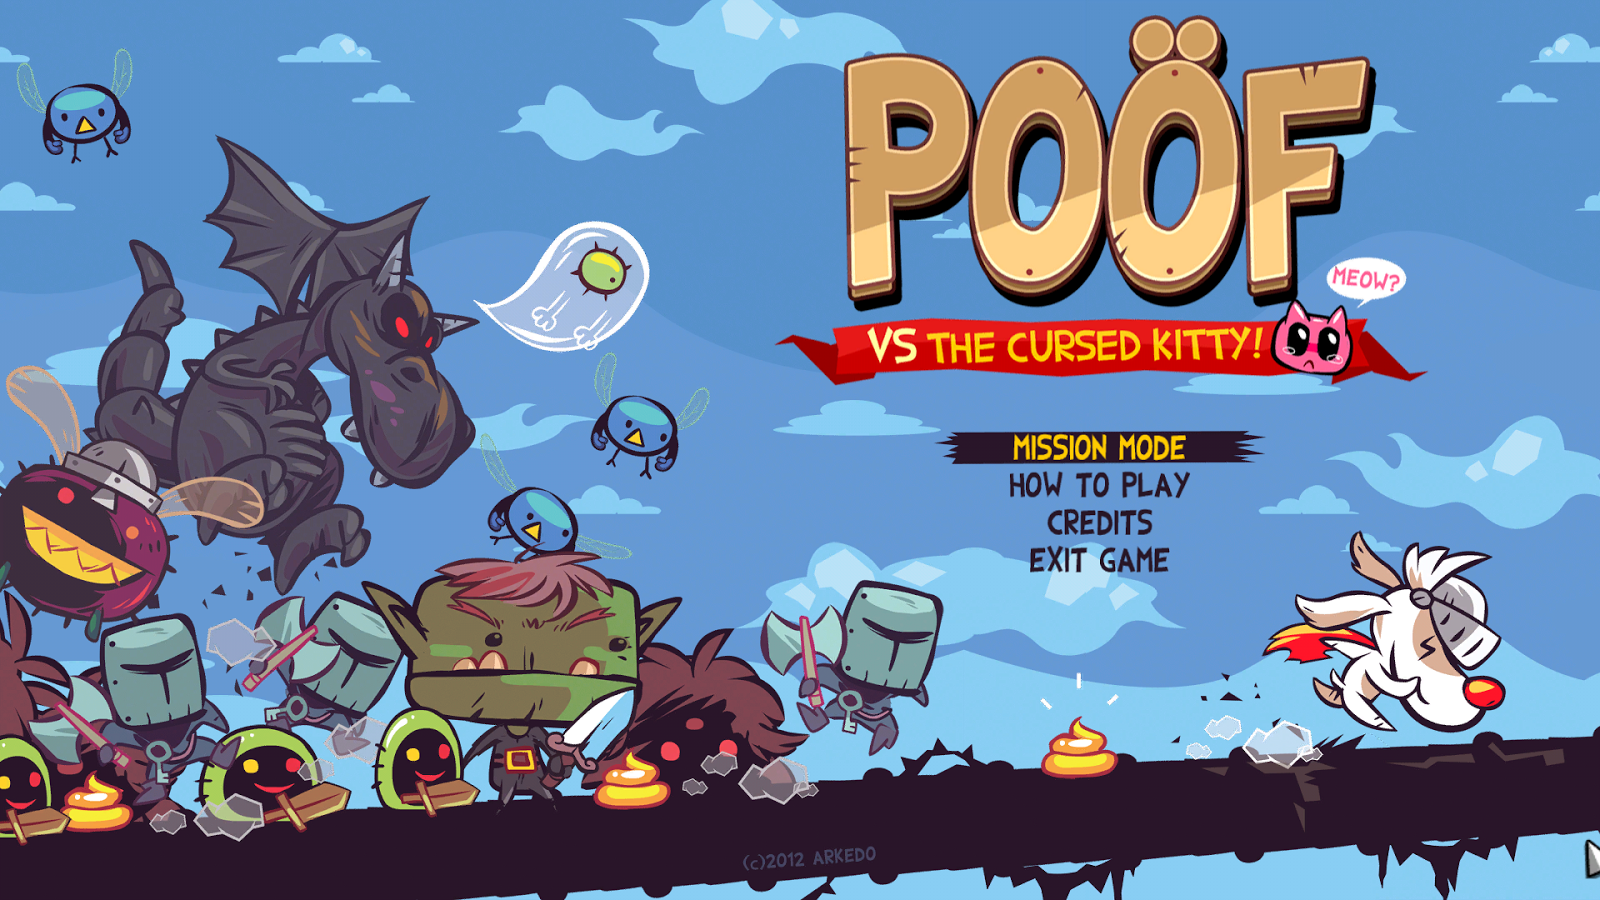 POÖF
MEOW?
VS THE CURSED KITTY!
MISSION MODE
HOW TO PLAY
CREDITS
EXIT GAME
(c)2012 ARKEDO